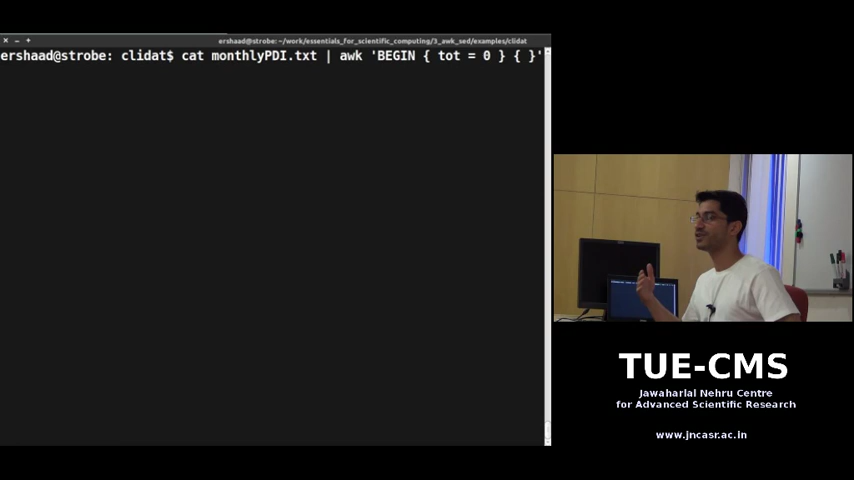 ershaad@strobe: ~/work/essentials_for_scientific_computing/3_awk_sed/examples/clidat
ershaad@strobe: clidat$ cat monthlyPDI.txt | awk 'BEGIN { tot = 0 } { }'
TUE-CMS
Jawaharlal Nehru Centre
for Advanced Scientific Research
www.jncasr.ac.in